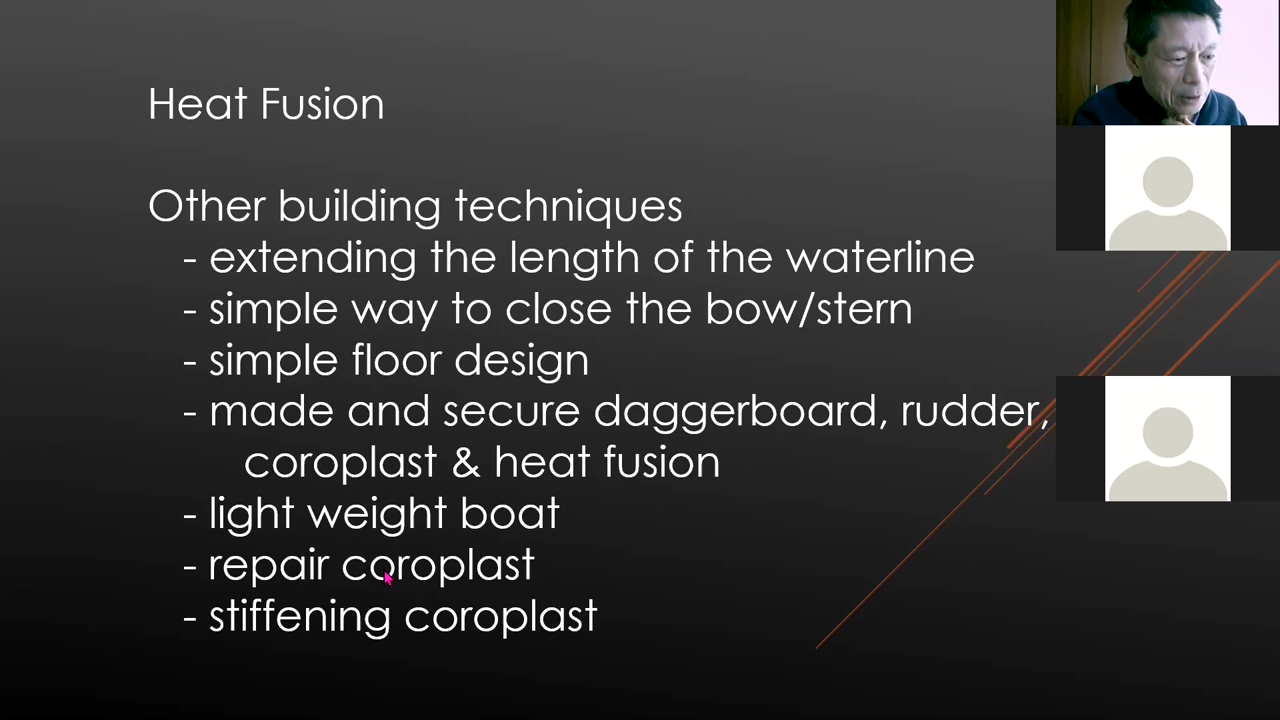 Heat Fusion
Other building techniques
- extending the length of the waterline
- simple way to close the bow/stern
- simple floor design
- made and secure daggerboard, rudder,
coroplast & heat fusion
- light weight boat
- repair coroplast
- stiffening coroplast